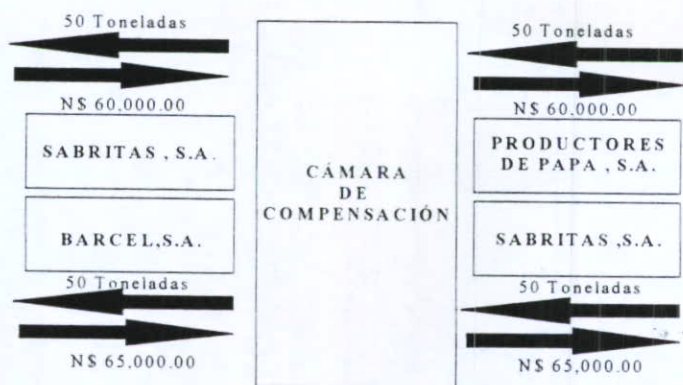 50 Toneladas
N$ 60,000.00
SABRITAS , S.A.
BARCEL,S.A.
50 Toneladas
N$ 65,000.00
CÁMARA
DE
COMPENSACIÓN
50 Toneladas
N$ 60,000.00
PRODUCTORES
DE PAPA , S.A.
SABRITAS ,S.A.
50 Toneladas
N$ 65,000.00